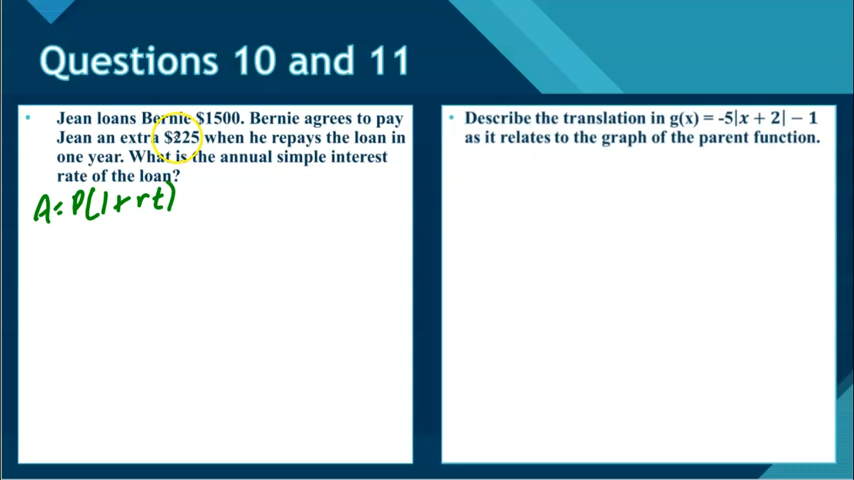 Questions 10 and 11
Jean loans Bernie $1500. Bernie agrees to pay
Jean an extra $225 when he repays the loan in
one year. What is the annual simple interest
rate of the loan?
A = P(1 + rt)
Describe the translation in g(x) = -5|x + 2| − 1
as it relates to the graph of the parent function.